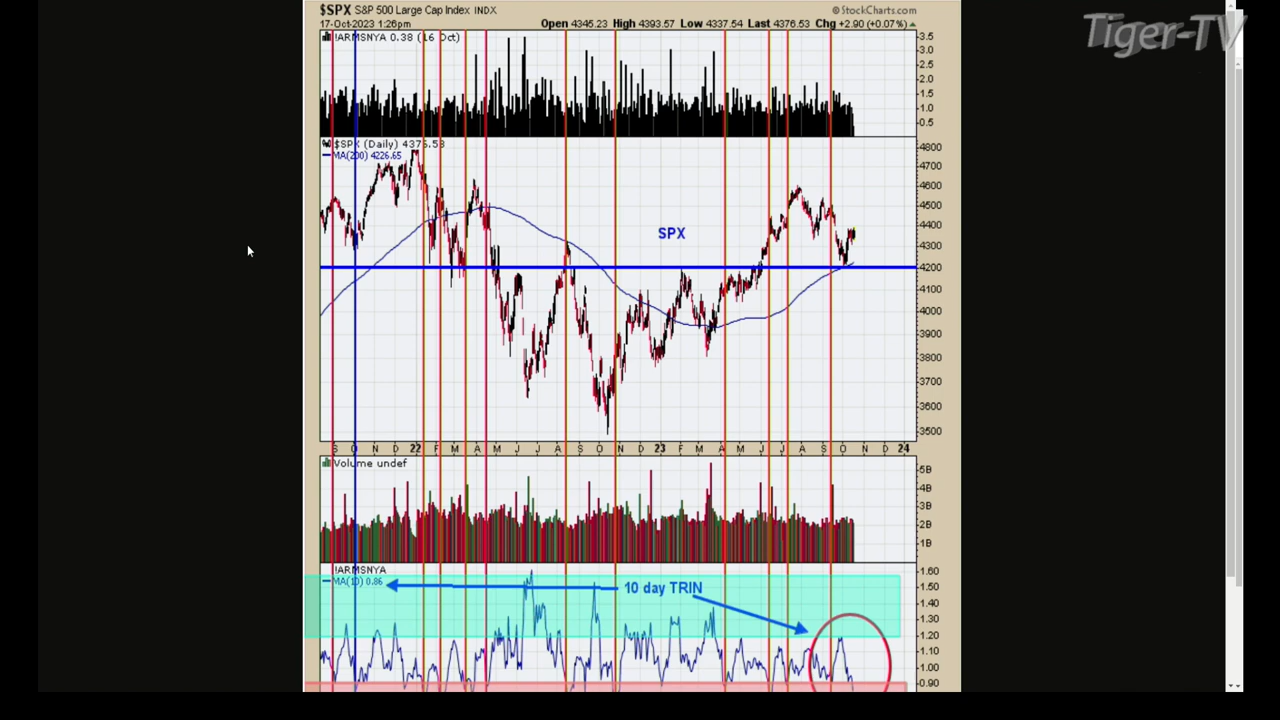 $SPX S&P 500 Large Cap Index INDX
© StockCharts.com
Tiger-TV
17-Oct-2023 1:26pm
Open 4345.23 High 4393.57 Low 4337.54 Last 4376.53 Chg +2.90 (+0.07%)
!ARMSNYA 0.38 (16 Oct)
3.5
3.0
2.5
2.0
1.5
1.0
0.5
$SPX (Daily) 4376.53
MA(200) 4226.65
4800
4700
4600
4500
4400
4300
4200
4100
4000
3900
3800
3700
3600
3500
SPX
S O N D 22 F M A M J J A S O N D 23 F M A M J J A S O N D 24
Volume undef
5B
4B
3B
2B
1B
!ARMSNYA
MA(10) 0.86
10 day TRIN
1.60
1.50
1.40
1.30
1.20
1.10
1.00
0.90